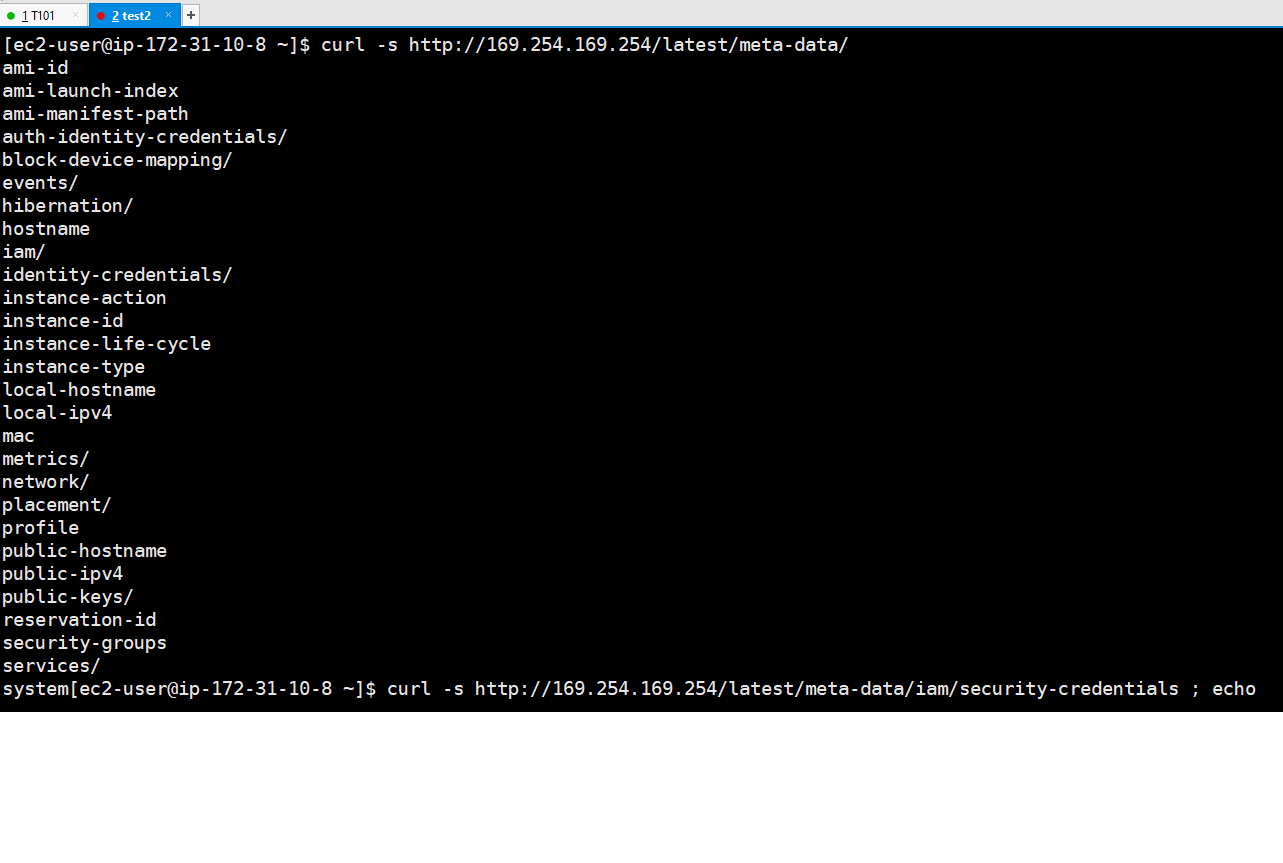 1 T101 × 2 test2 × +
[ec2-user@ip-172-31-10-8 ~]$ curl -s http://169.254.169.254/latest/meta-data/
ami-id
ami-launch-index
ami-manifest-path
auth-identity-credentials/
block-device-mapping/
events/
hibernation/
hostname
iam/
identity-credentials/
instance-action
instance-id
instance-life-cycle
instance-type
local-hostname
local-ipv4
mac
metrics/
network/
placement/
profile
public-hostname
public-ipv4
public-keys/
reservation-id
security-groups
services/
system[ec2-user@ip-172-31-10-8 ~]$ curl -s http://169.254.169.254/latest/meta-data/iam/security-credentials ; echo